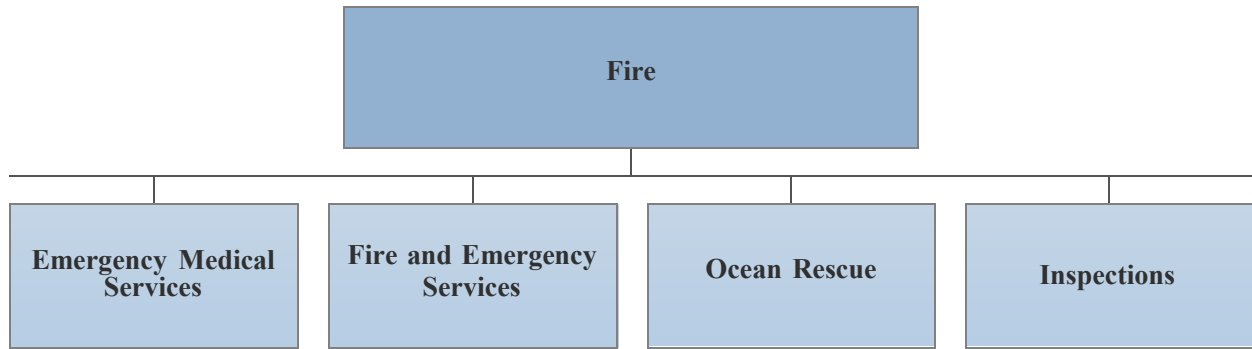 Fire
Emergency Medical
Services
Fire and Emergency
Services
Ocean Rescue
Inspections